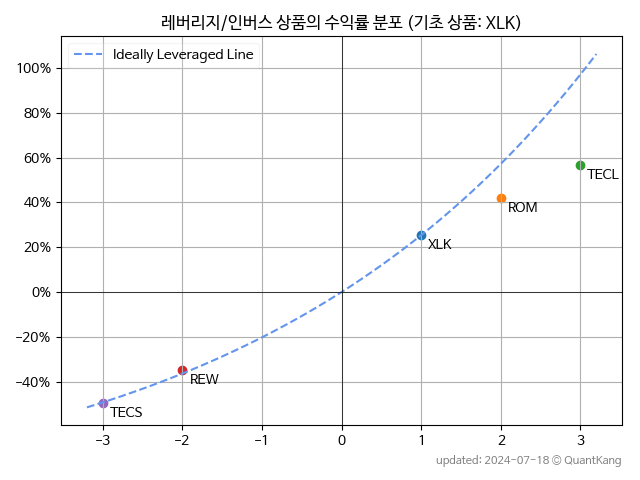 레버리지/인버스 상품의 수익률 분포 (기초 상품: XLK)
Ideally Leveraged Line
100%
80%
60%
TECL
40%
ROM
XLK
20%
0%
−20%
REW
−40%
TECS
−3 −2 −1 0 1 2 3
updated: 2024-07-18 © QuantKang